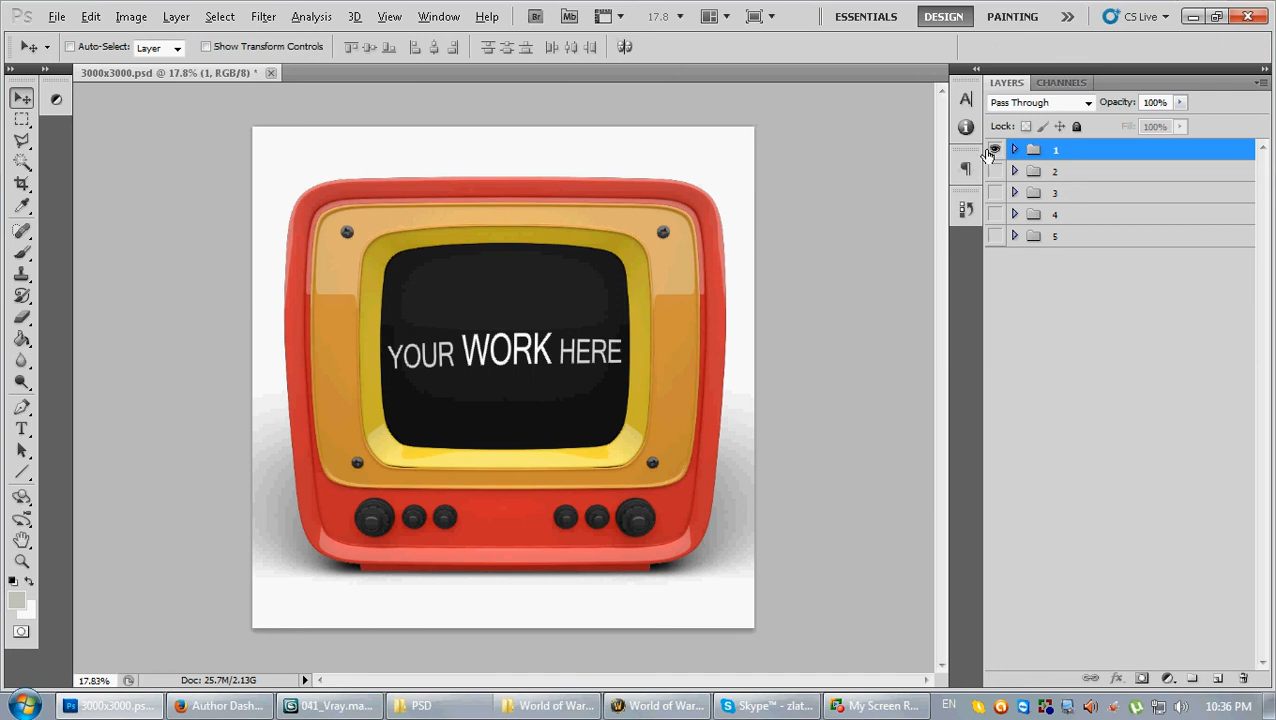 Ps File Edit Image Layer Select Filter Analysis 3D View Window Help Br Mb 17.8 ESSENTIALS DESIGN PAINTING CS Live
Auto-Select: Layer Show Transform Controls
3000x3000.psd @ 17.8% (1, RGB/8) *
LAYERS CHANNELS
Pass Through Opacity: 100%
Lock: Fill: 100%
1
2
3
4
5
YOUR WORK HERE
17.83% Doc: 25.7M/2.13G
3000x3000.psd ... Author Dash... 041_Vray.ma... PSD World of War... World of War... Skype™ - zlat... My Screen R... EN 10:36 PM